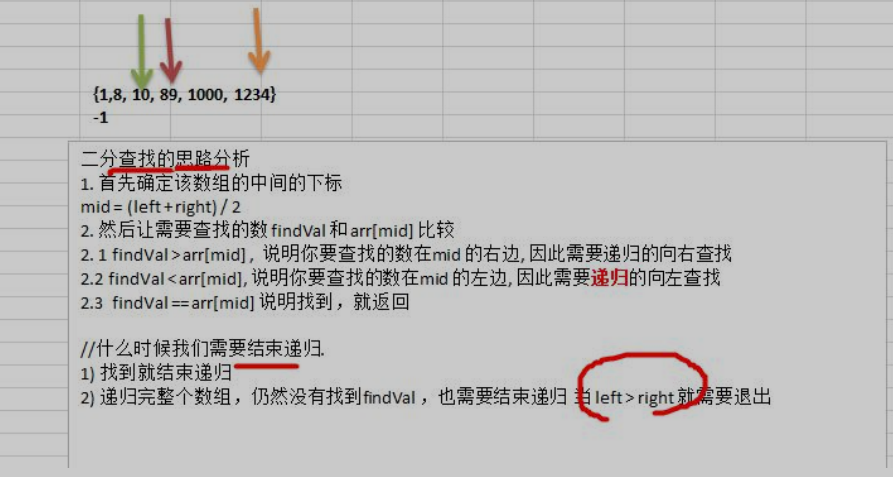 {1,8, 10, 89, 1000, 1234}
-1
二分查找的思路分析
1. 首先确定该数组的中间的下标
mid = (left + right) / 2
2. 然后让需要查找的数 findVal 和 arr[mid] 比较
2. 1 findVal > arr[mid] , 说明你要查找的数在mid 的右边, 因此需要递归的向右查找
2.2 findVal < arr[mid], 说明你要查找的数在mid 的左边, 因此需要递归的向左查找
2.3 findVal == arr[mid] 说明找到，就返回
//什么时候我们需要结束递归.
1) 找到就结束递归
2) 递归完整个数组，仍然没有找到findVal ，也需要结束递归 当 left > right 就需要退出